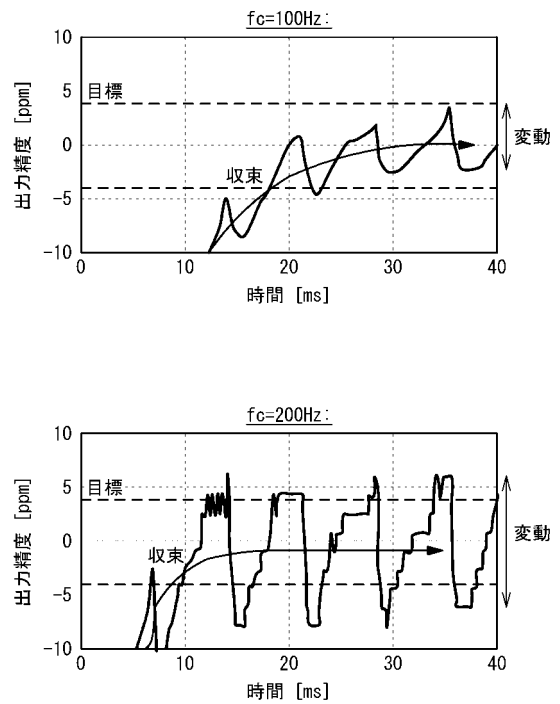 fc=100Hz:
10
5
0
-5
-10
出力精度 [ppm]
目標
収束
変動
0 10 20 30 40
時間 [ms]
fc=200Hz:
10
5
0
-5
-10
出力精度 [ppm]
目標
収束
変動
0 10 20 30 40
時間 [ms]